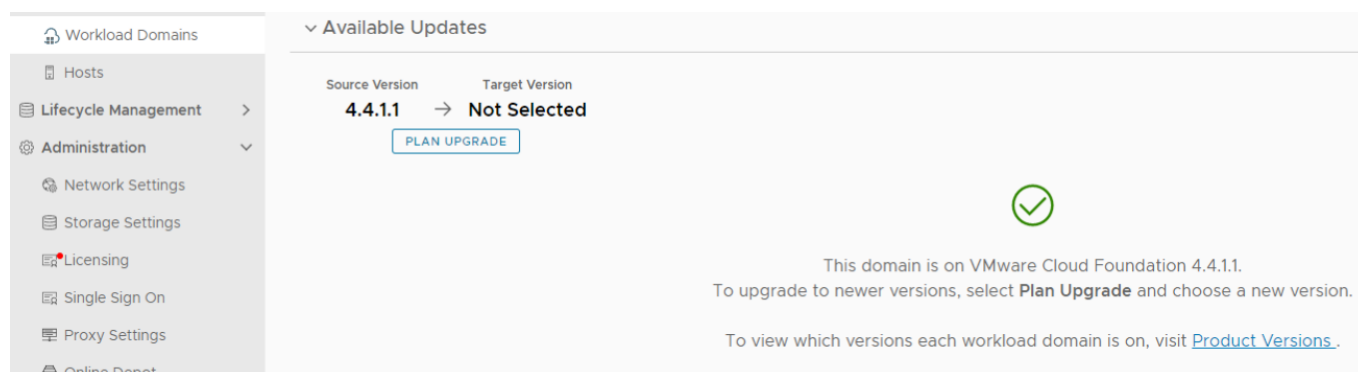 Workload Domains
Hosts
Lifecycle Management
Administration
Network Settings
Storage Settings
Licensing
Single Sign On
Proxy Settings
Online Depot
Available Updates
Source Version
Target Version
4.4.1.1 → Not Selected
PLAN UPGRADE
This domain is on VMware Cloud Foundation 4.4.1.1.
To upgrade to newer versions, select Plan Upgrade and choose a new version.
To view which versions each workload domain is on, visit Product Versions .